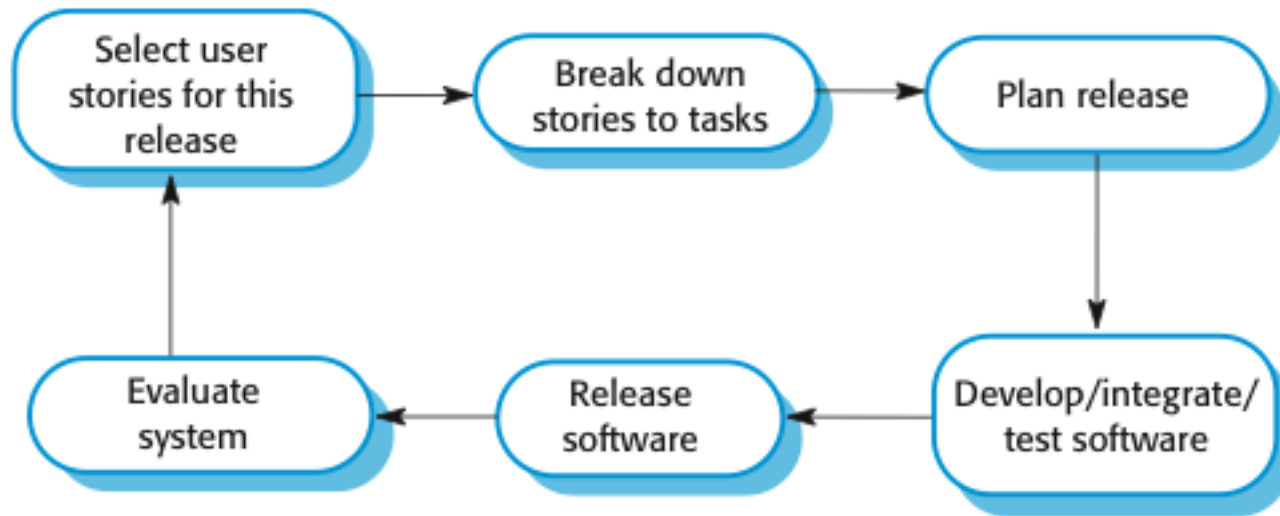 Select user
stories for this
release
Break down
stories to tasks
Plan release
Evaluate
system
Release
software
Develop/integrate/
test software